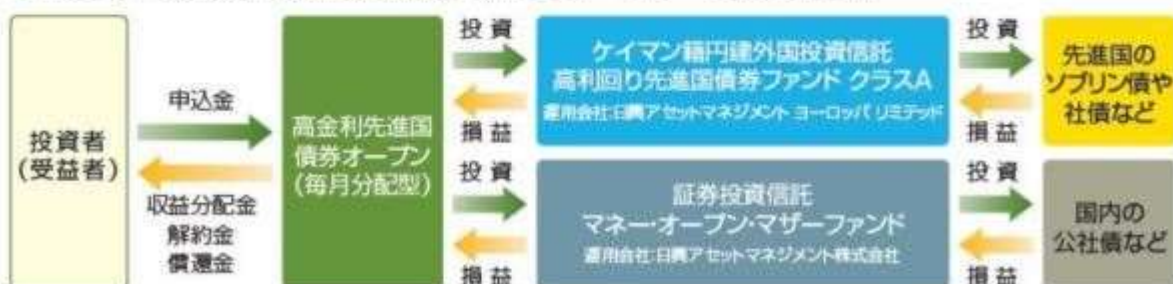 投資者
(受益者)
申込金
収益分配金
解約金
償還金
高金利先進国
債券オープン
(毎月分配型)
投資
損益
ケイマン籍円建外国投資信託
高利回り先進国債券ファンド クラスA
運用会社:日興アセットマネジメント ヨーロッパ リミテッド
投資
損益
先進国の
ソブリン債や
社債など
投資
損益
証券投資信託
マネー・オープン・マザーファンド
運用会社:日興アセットマネジメント株式会社
投資
損益
国内の
公社債など